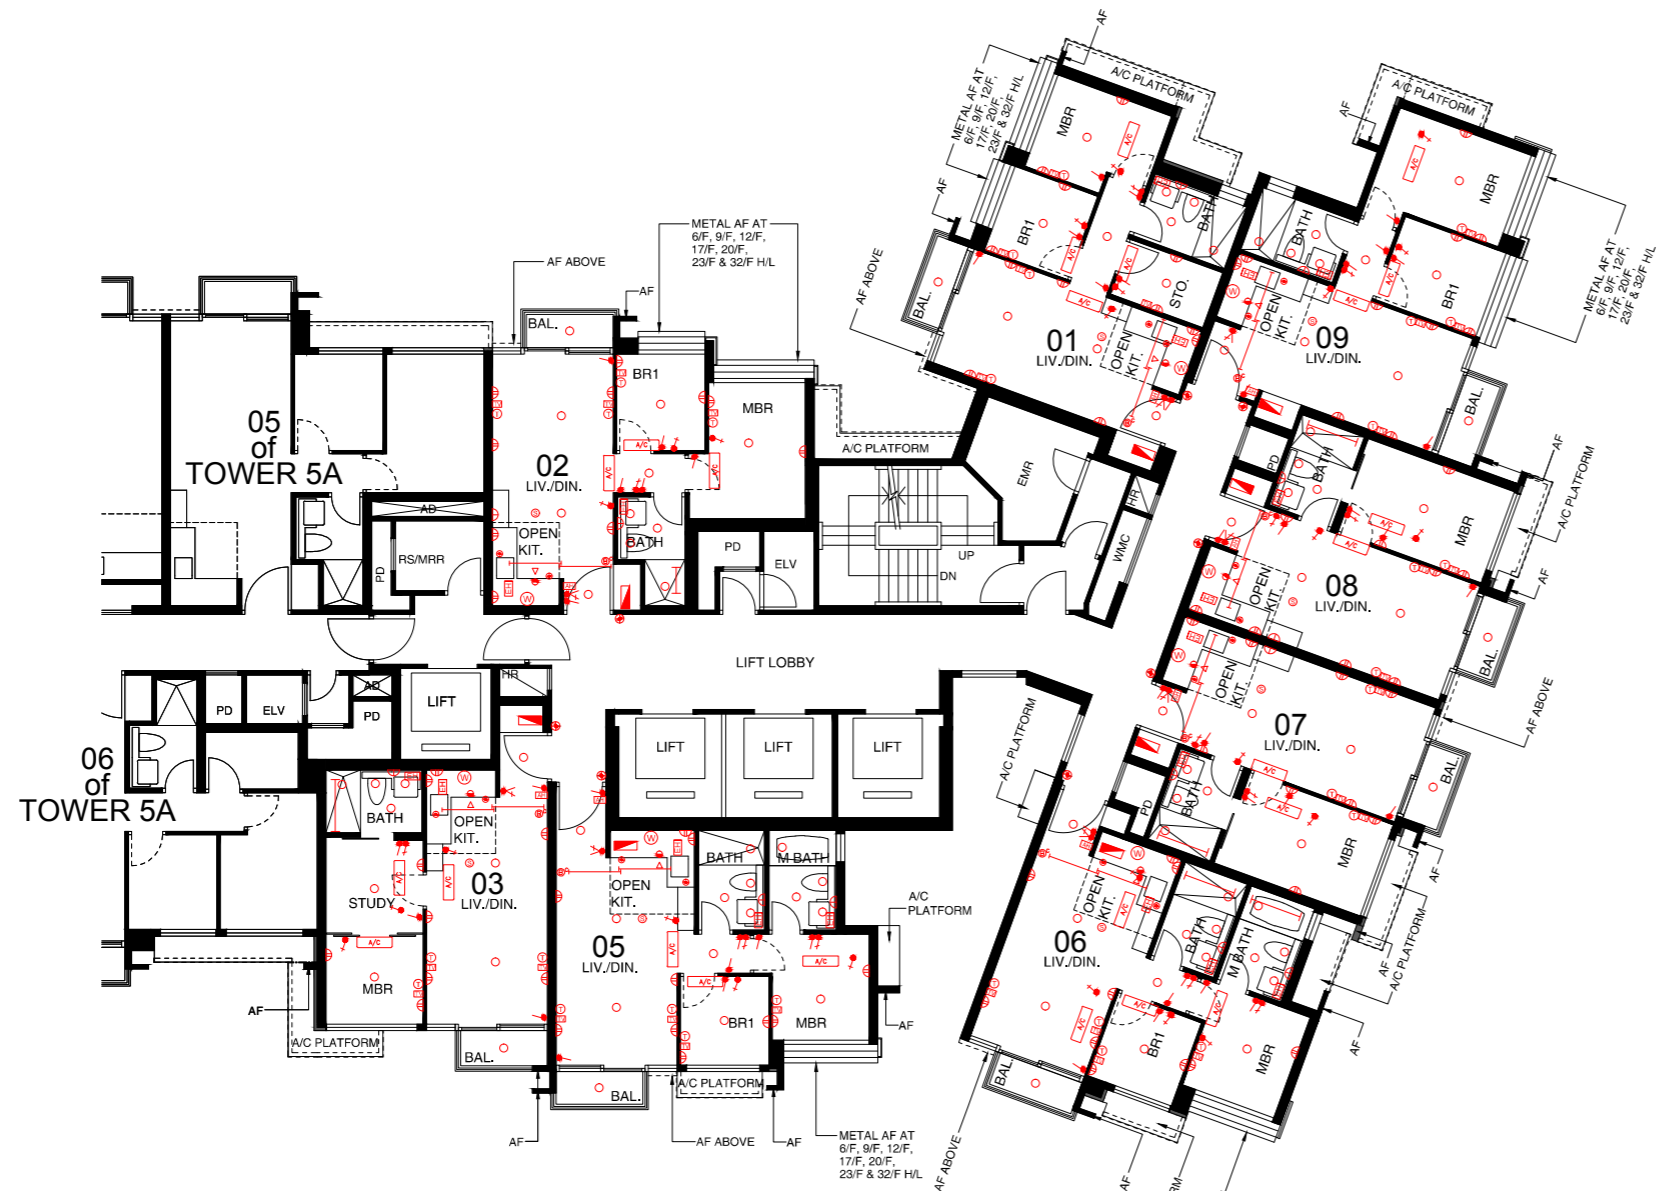 AF
A/C PLATFORM
METAL AF AT
6/F, 9/F, 12/F,
17/F, 20/F,
23/F & 32/F H/L
MBR
A/C
AF
BR1
BATH
STO.
BAL.
AF ABOVE
01
LIV./DIN.
OPEN
KIT.
A/C PLATFORM
AF
MBR
BATH
BR1
METAL AF AT
6/F, 9/F, 12/F,
17/F, 20/F,
23/F & 32/F H/L
OPEN
KIT.
09
LIV./DIN.
BAL.
METAL AF AT
6/F, 9/F, 12/F,
17/F, 20/F,
23/F & 32/F H/L
AF ABOVE
AF
BAL.
BR1
MBR
A/C PLATFORM
02
LIV./DIN.
OPEN
KIT.
BATH
05
of
TOWER 5A
AD
RS/MRR
PD
PD
ELV
UP
DN
EMR
HR
WMC
PD
BATH
MBR
AF
A/C PLATFORM
AF
OPEN
KIT.
08
LIV./DIN.
BAL.
AF ABOVE
LIFT LOBBY
OPEN
KIT.
07
LIV./DIN.
BAL.
PD
BATH
MBR
AF
A/C PLATFORM
AF
PD
ELV
AD
PD
LIFT
HR
LIFT
LIFT
LIFT
A/C PLATFORM
06
of
TOWER 5A
BATH
OPEN
KIT.
STUDY
03
LIV./DIN.
MBR
AF
A/C PLATFORM
BAL.
AF
OPEN
KIT.
BATH
M BATH
05
LIV./DIN.
BR1
MBR
A/C
PLATFORM
AF
BAL.
A/C PLATFORM
AF ABOVE
AF
METAL AF AT
6/F, 9/F, 12/F,
17/F, 20/F,
23/F & 32/F H/L
OPEN
KIT.
06
LIV./DIN.
BATH
M BATH
BR1
MBR
BAL.
AF
AF ABOVE
AF